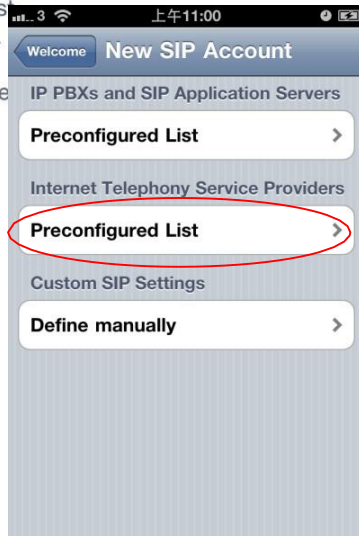 3 上午11:00
Welcome New SIP Account
IP PBXs and SIP Application Servers
Preconfigured List
Internet Telephony Service Providers
Preconfigured List
Custom SIP Settings
Define manually